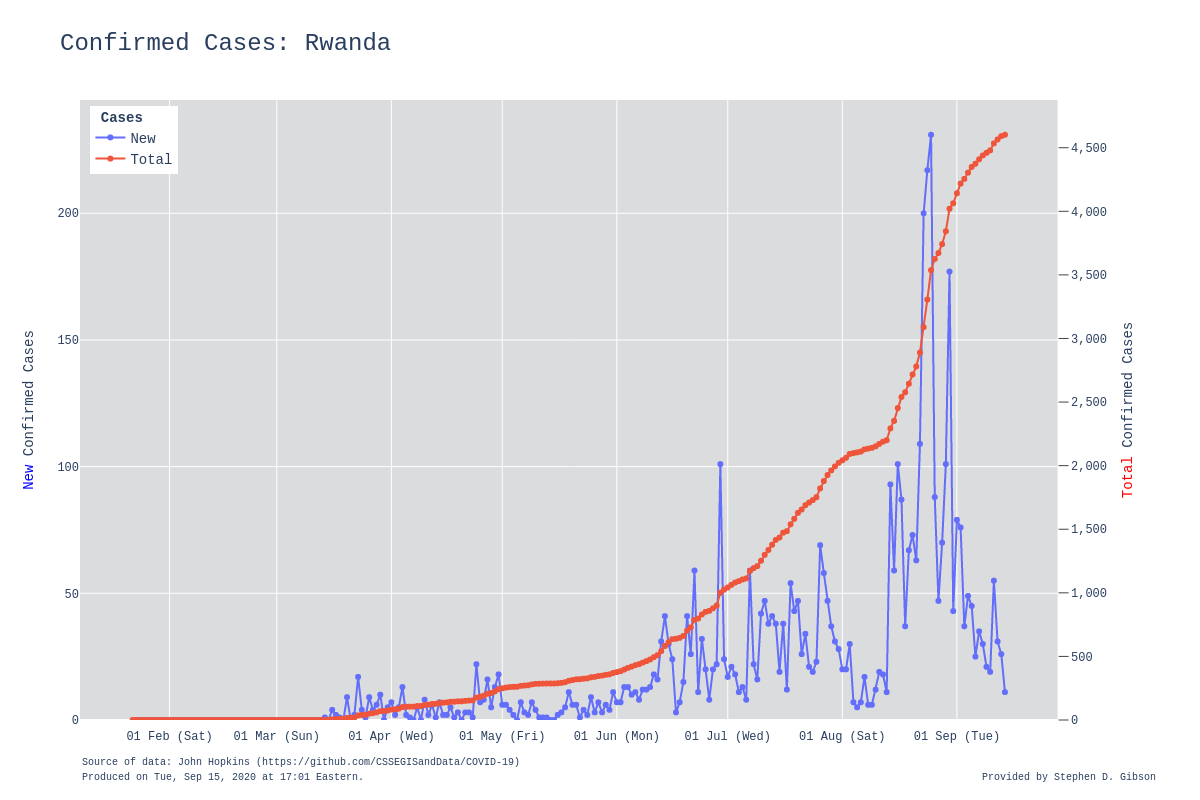 Confirmed Cases: Rwanda
Cases
New
Total
200
150
100
50
0
4,500
4,000
3,500
3,000
2,500
2,000
1,500
1,000
500
0
New Confirmed Cases
Total Confirmed Cases
01 Feb (Sat)
01 Mar (Sun)
01 Apr (Wed)
01 May (Fri)
01 Jun (Mon)
01 Jul (Wed)
01 Aug (Sat)
01 Sep (Tue)
Source of data: John Hopkins (https://github.com/CSSEGISandData/COVID-19)
Produced on Tue, Sep 15, 2020 at 17:01 Eastern.
Provided by Stephen D. Gibson